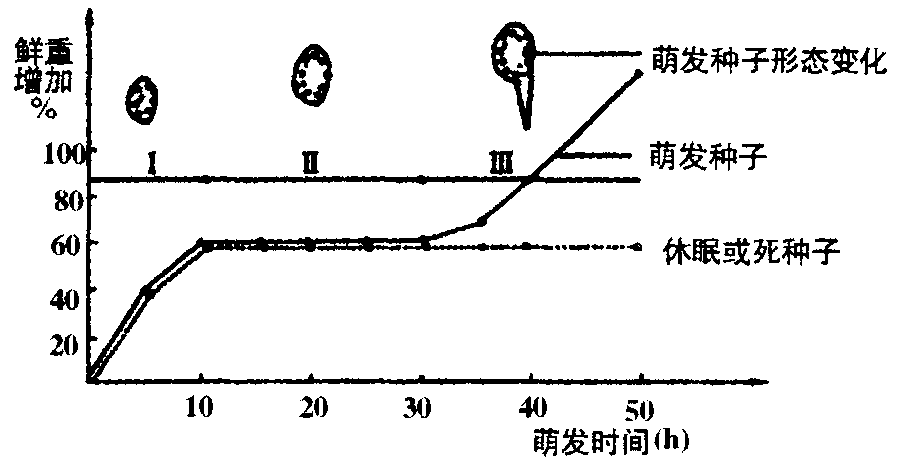 鲜重
增加
%
萌发种子形态变化
100
I
II
III
萌发种子
80
60
休眠或死种子
40
20
10
20
30
40
50
萌发时间(h)